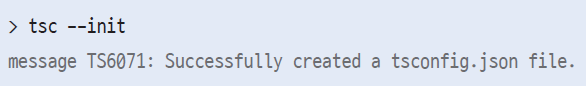 > tsc --init
message TS6071: Successfully created a tsconfig.json file.